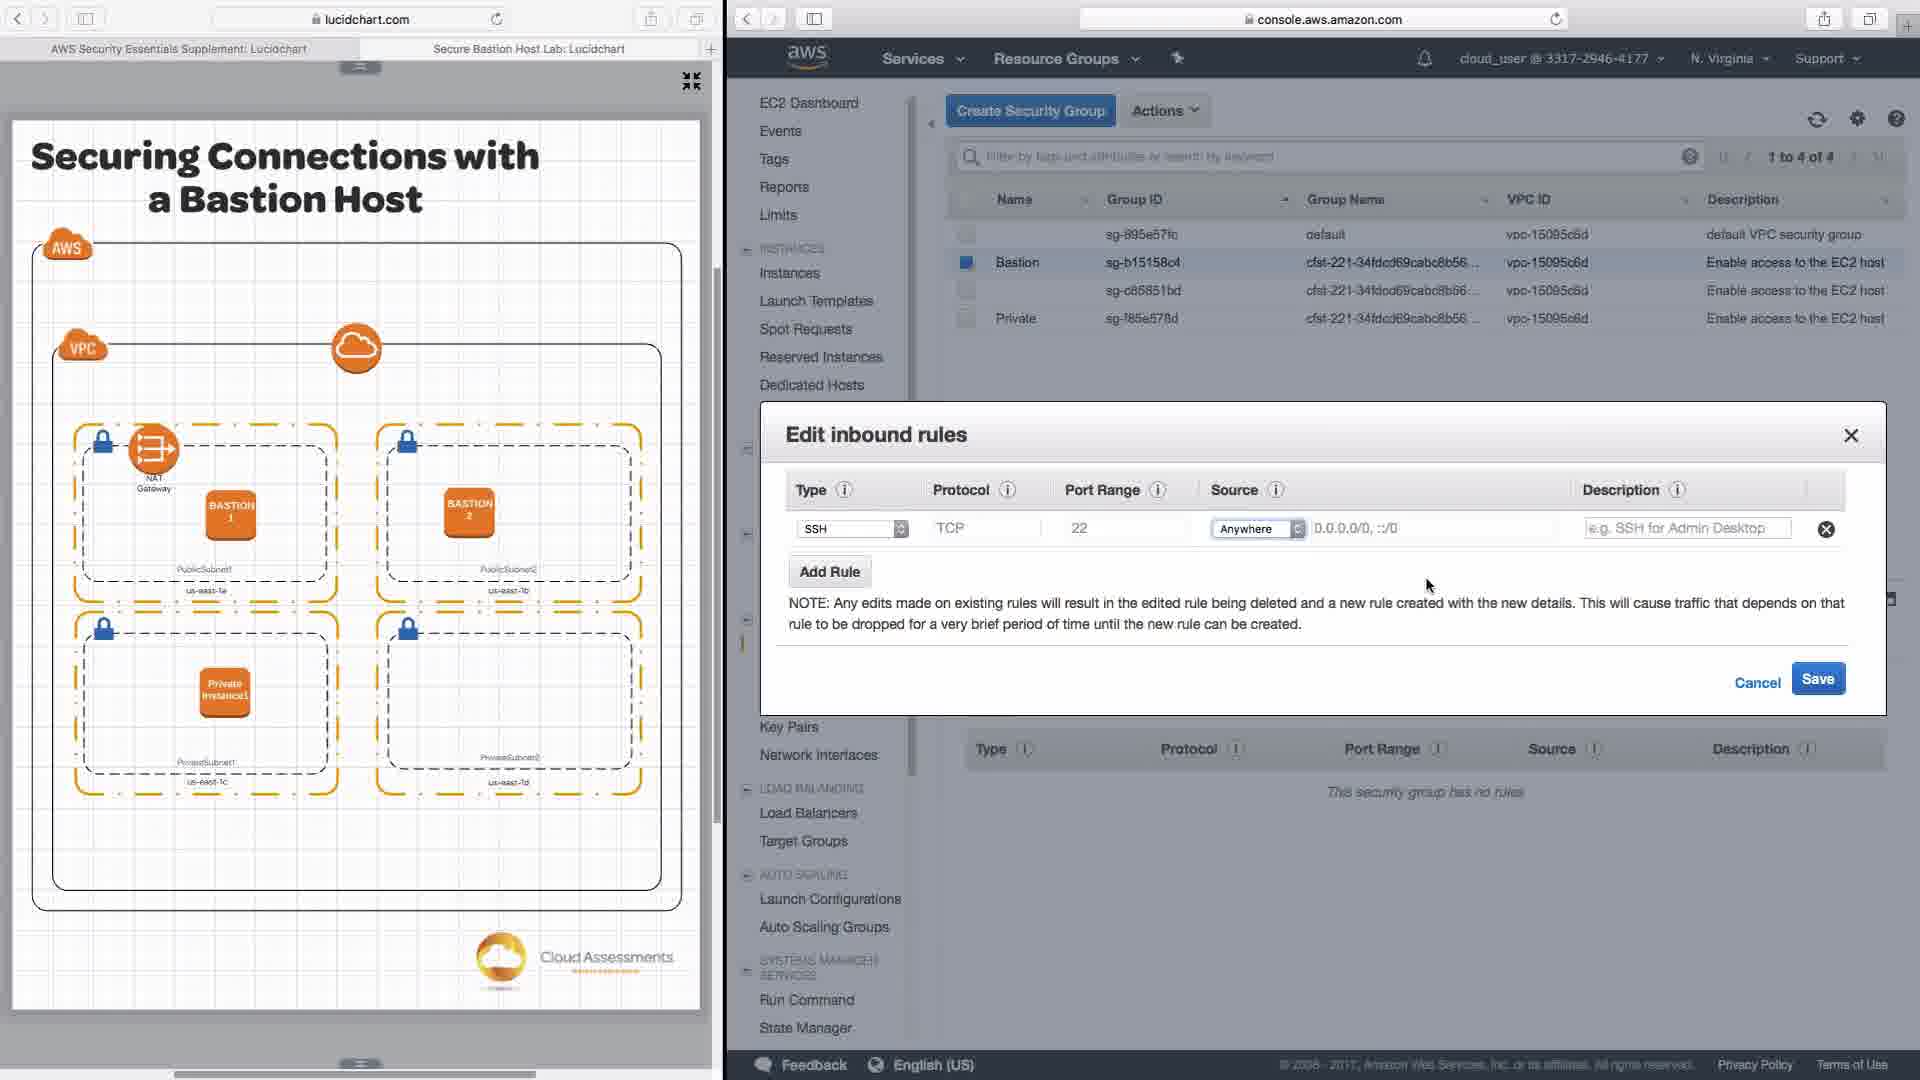 lucidchart.com
AWS Security Essentials Supplement: Lucidchart
Secure Bastion Host Lab: Lucidchart
Securing Connections with
a Bastion Host
AWS
VPC
NAT
Gateway
BASTION
1
PublicSubnet1
us-east-1a
BASTION
2
PublicSubnet2
us-east-1b
Private
Instance1
PrivateSubnet1
us-east-1c
PrivateSubnet2
us-east-1d
Cloud Assessments
console.aws.amazon.com
aws
Services
Resource Groups
cloud_user @ 3317-2946-4177
N. Virginia
Support
EC2 Dashboard
Events
Tags
Reports
Limits
INSTANCES
Instances
Launch Templates
Spot Requests
Reserved Instances
Dedicated Hosts
Create Security Group
Actions
Filter by tags and attributes or search by keyword
1 to 4 of 4
Name Group ID Group Name VPC ID Description
sg-895e57fc default vpc-15095c6d default VPC security group
Bastion sg-b15158c4 cfst-221-34fdcd69cabc8b56... vpc-15095c6d Enable access to the EC2 host
sg-c85851bd cfst-221-34fdcd69cabc8b56... vpc-15095c6d Enable access to the EC2 host
Private sg-f85e578d cfst-221-34fdcd69cabc8b56... vpc-15095c6d Enable access to the EC2 host
Edit inbound rules
Type Protocol Port Range Source Description
SSH TCP 22 Anywhere 0.0.0.0/0, ::/0 e.g. SSH for Admin Desktop
Add Rule
NOTE: Any edits made on existing rules will result in the edited rule being deleted and a new rule created with the new details. This will cause traffic that depends on that
rule to be dropped for a very brief period of time until the new rule can be created.
Cancel
Save
Key Pairs
Network Interfaces
LOAD BALANCING
Load Balancers
Target Groups
AUTO SCALING
Launch Configurations
Auto Scaling Groups
SYSTEMS MANAGER
SERVICES
Run Command
State Manager
Type Protocol Port Range Source Description
This security group has no rules
Feedback
English (US)
© 2008 - 2017, Amazon Web Services, Inc. or its affiliates. All rights reserved.
Privacy Policy
Terms of Use